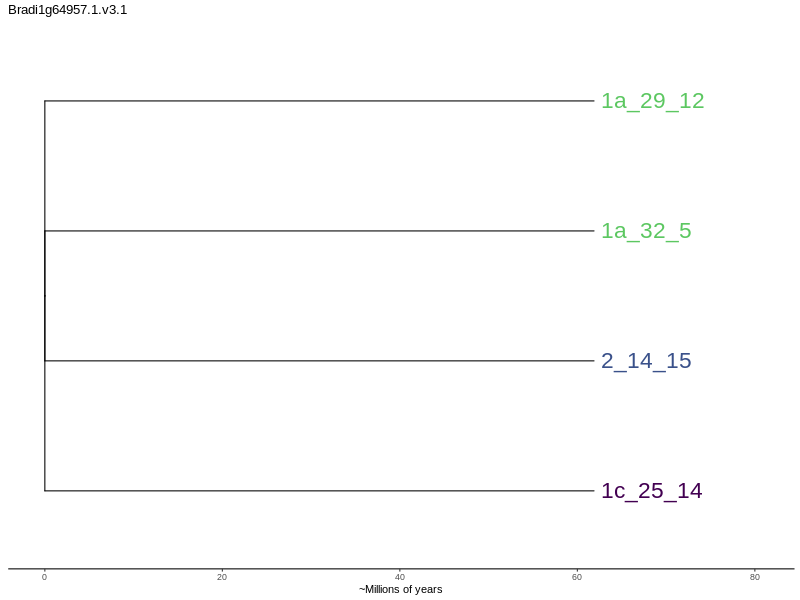 Bradi1g64957.1.v3.1
1a_29_12
1a_32_5
2_14_15
1c_25_14
0 20 40 60 80
~Millions of years